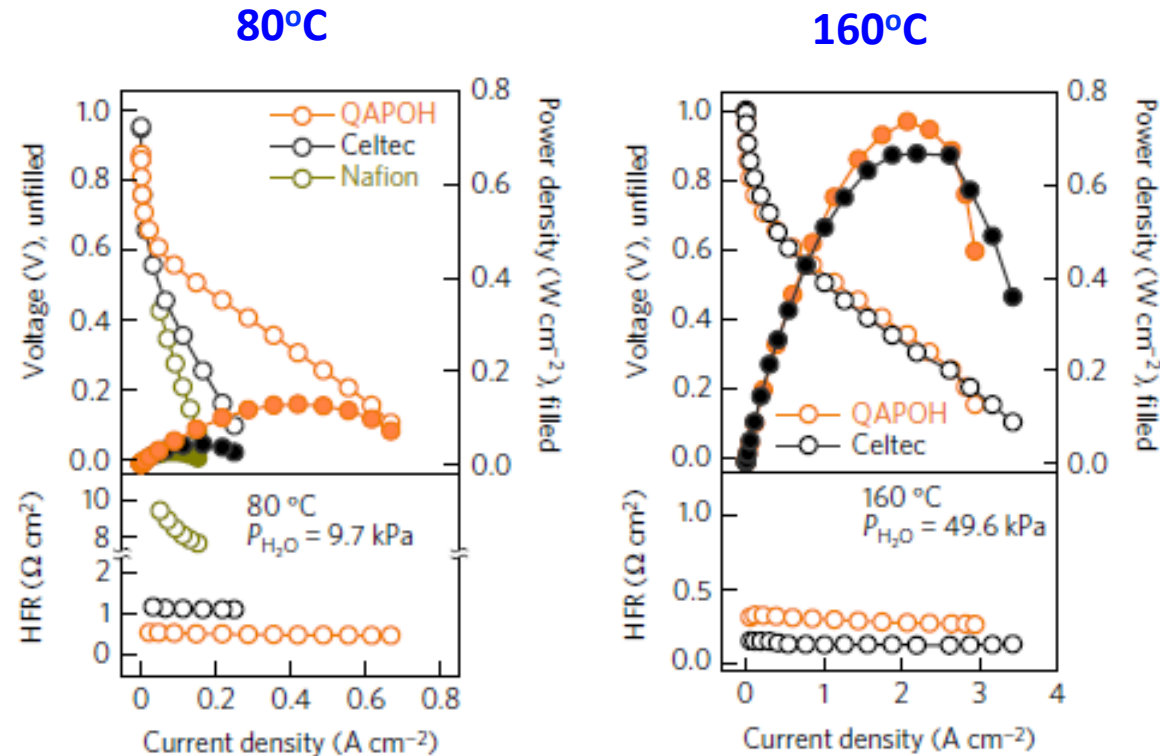 80°C
160°C
Voltage (V), unfilled
1.0
0.8
0.6
0.4
0.2
0.0
QAPOH
Celtec
Nafion
0.8
0.6
0.4
0.2
0.0
Power density (W cm⁻²), filled
HFR (Ω cm²)
10
8
2
1
0
80 °C
P_H₂O = 9.7 kPa
0 0.2 0.4 0.6 0.8
Current density (A cm⁻²)
Voltage (V), unfilled
1.0
0.8
0.6
0.4
0.2
0.0
QAPOH
Celtec
0.8
0.6
0.4
0.2
0.0
Power density (W cm⁻²), filled
HFR (Ω cm²)
1.0
0.5
0.0
160 °C
P_H₂O = 49.6 kPa
0 1 2 3 4
Current density (A cm⁻²)